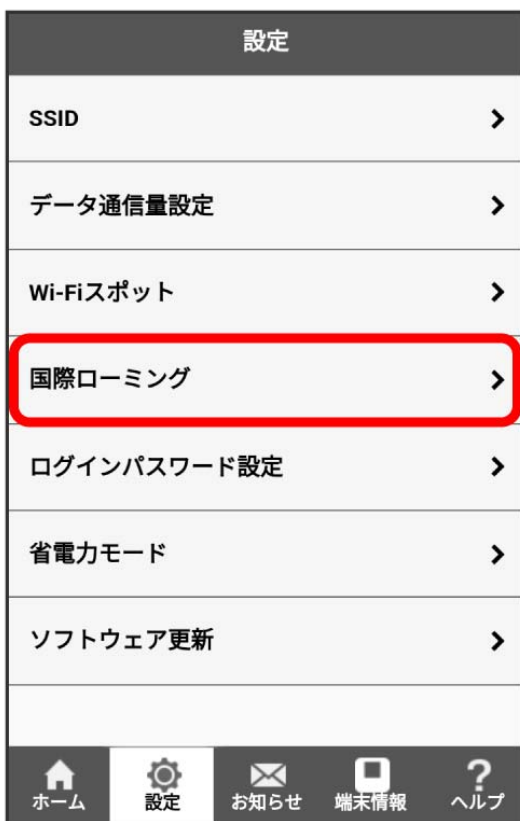 設定
SSID
データ通信量設定
Wi-Fiスポット
国際ローミング
ログインパスワード設定
省電力モード
ソフトウェア更新
ホーム 設定 お知らせ 端末情報 ヘルプ